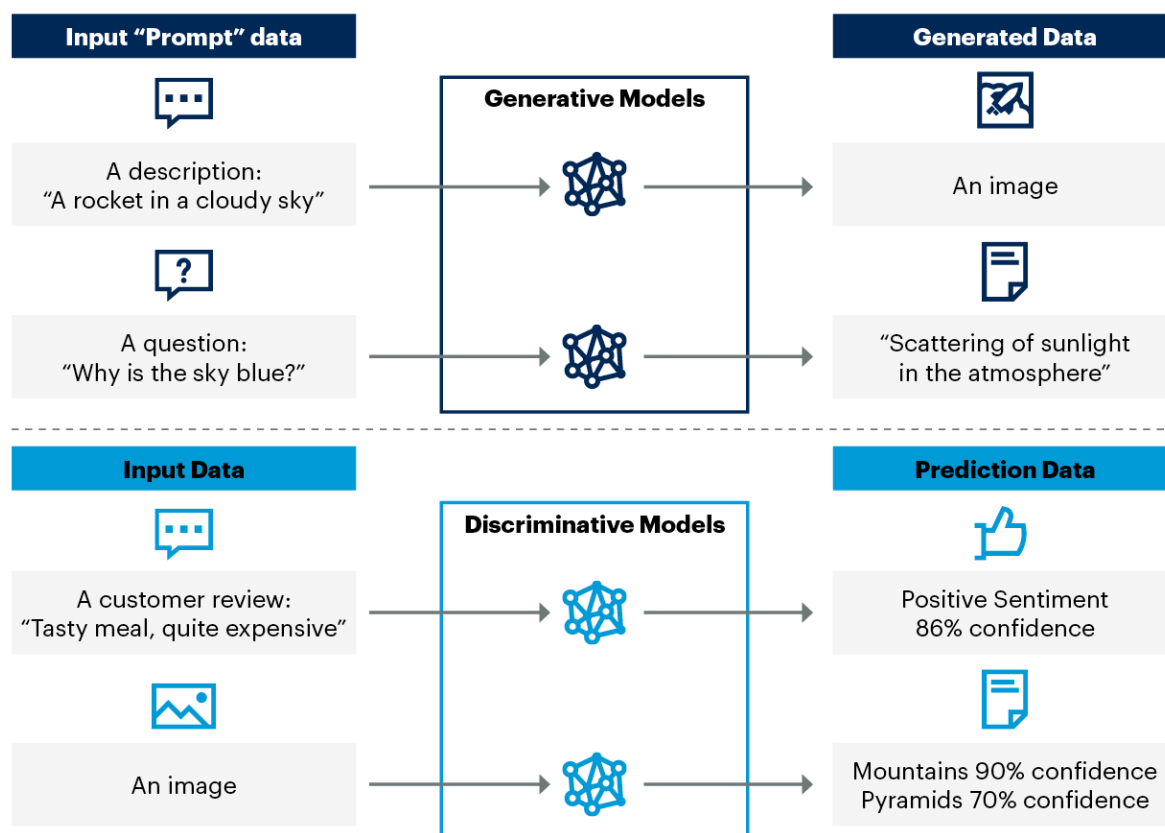 Input “Prompt” data
Generated Data
Generative Models
A description:
“A rocket in a cloudy sky”
An image
A question:
“Why is the sky blue?”
“Scattering of sunlight
in the atmosphere”
Input Data
Prediction Data
Discriminative Models
A customer review:
“Tasty meal, quite expensive”
Positive Sentiment
86% confidence
An image
Mountains 90% confidence
Pyramids 70% confidence